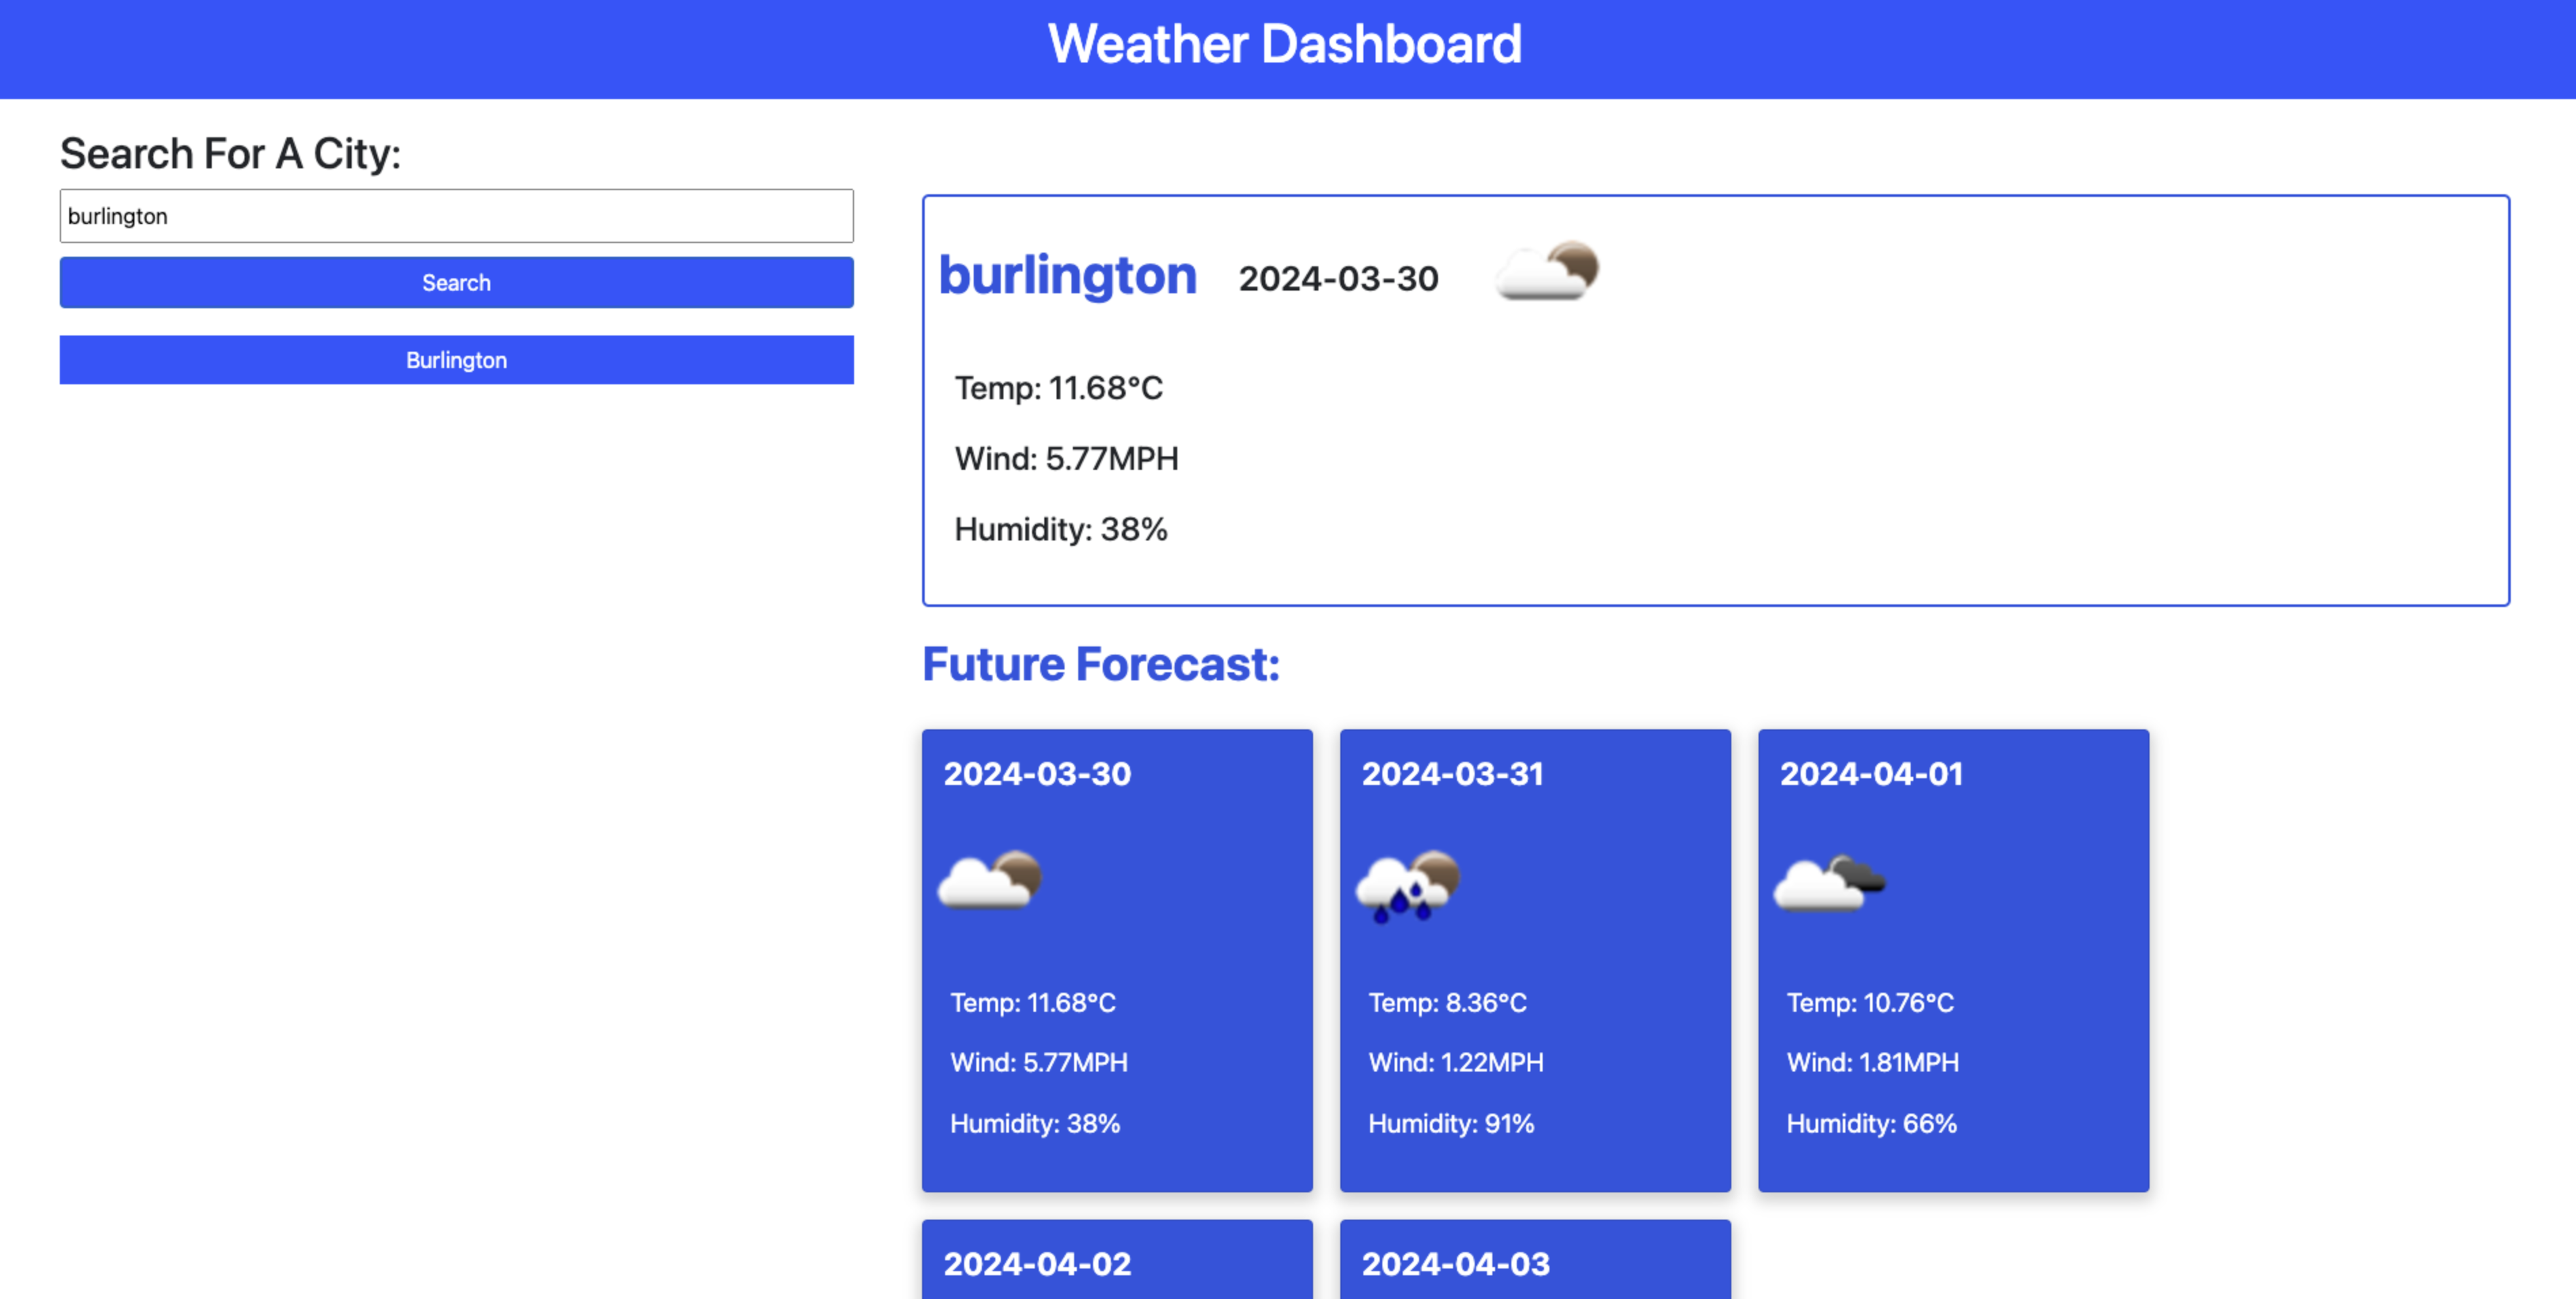 Weather Dashboard
Search For A City:
burlington
Search
Burlington
burlington 2024-03-30
Temp: 11.68°C
Wind: 5.77MPH
Humidity: 38%
Future Forecast:
2024-03-30
Temp: 11.68°C
Wind: 5.77MPH
Humidity: 38%
2024-03-31
Temp: 8.36°C
Wind: 1.22MPH
Humidity: 91%
2024-04-01
Temp: 10.76°C
Wind: 1.81MPH
Humidity: 66%
2024-04-02
2024-04-03